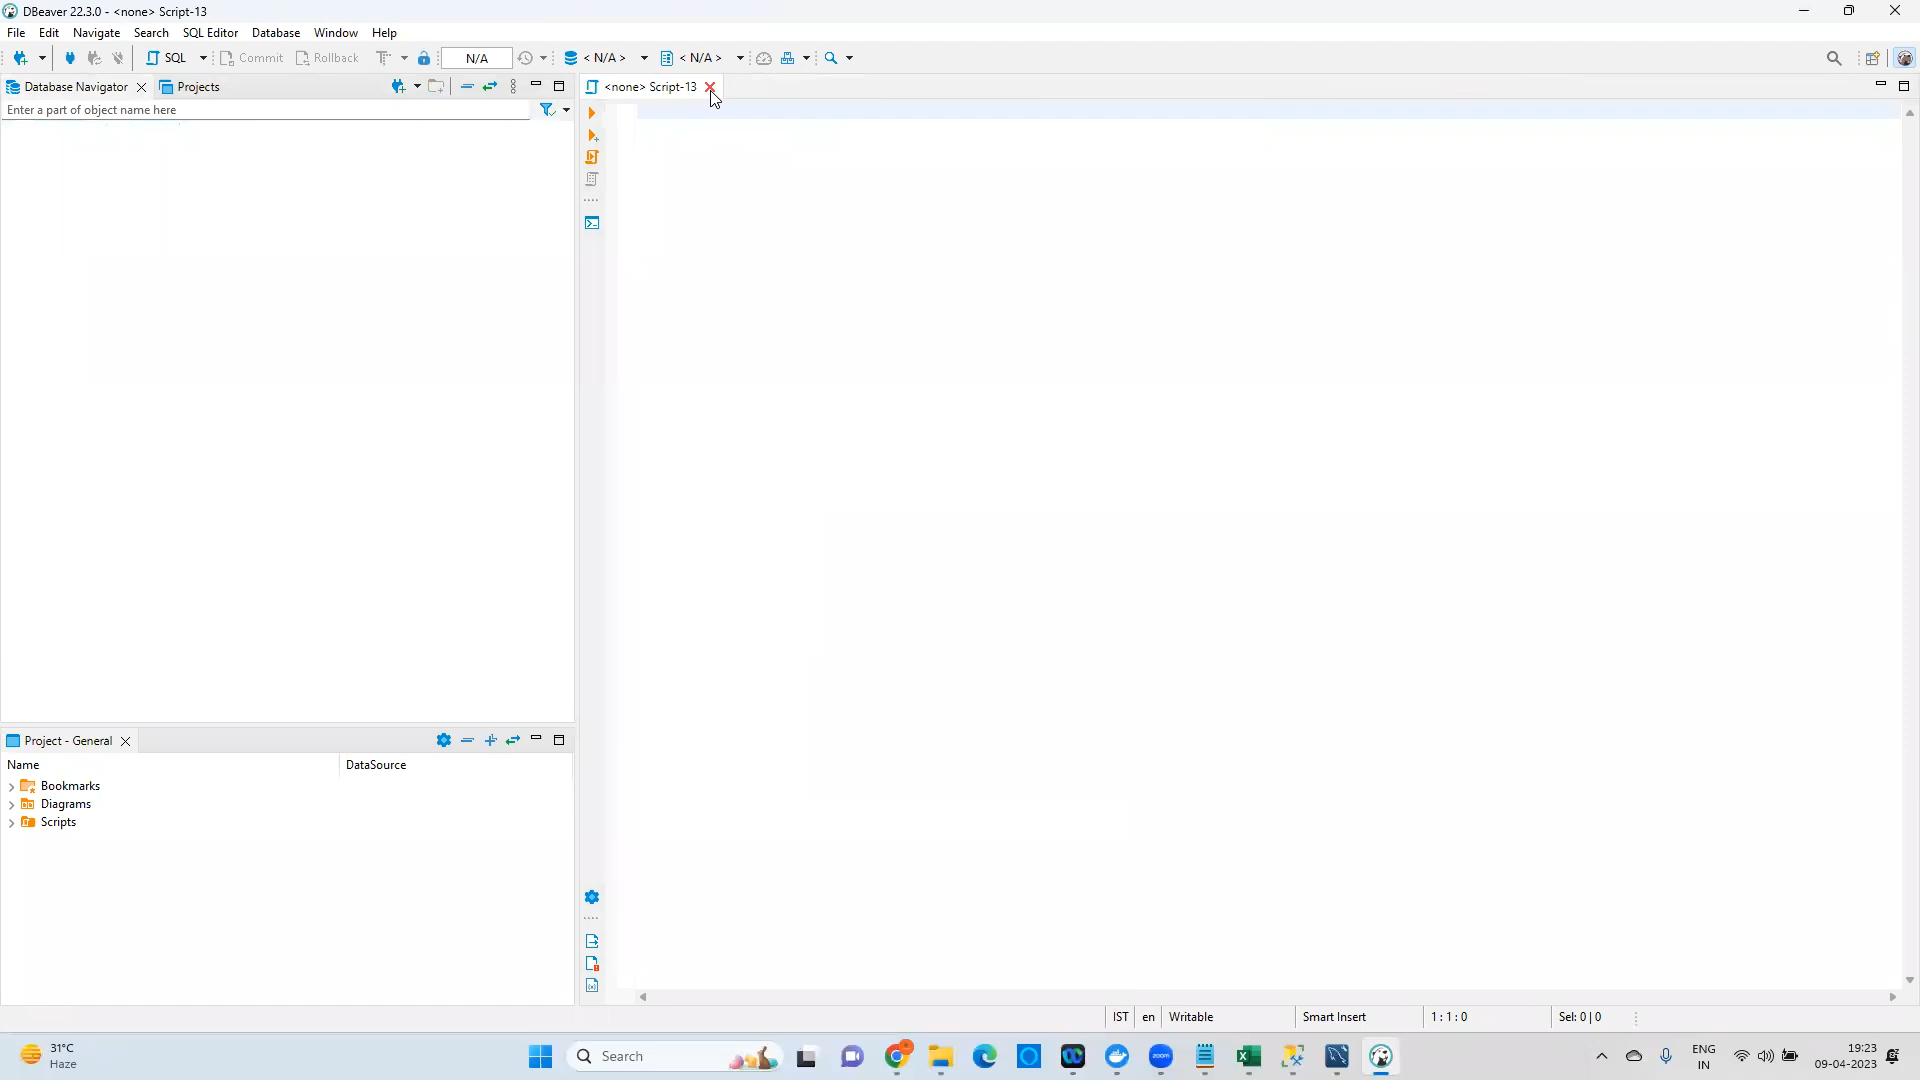 DBeaver 22.3.0 - <none> Script-13
File Edit Navigate Search SQL Editor Database Window Help
SQL Commit Rollback N/A < N/A > < N/A >
Database Navigator Projects <none> Script-13
Enter a part of object name here
Project - General
Name DataSource
Bookmarks
Diagrams
Scripts
IST en Writable Smart Insert 1 : 1 : 0 Sel: 0 | 0
31°C
Haze
Search
zoom
ENG
IN
19:23
09-04-2023